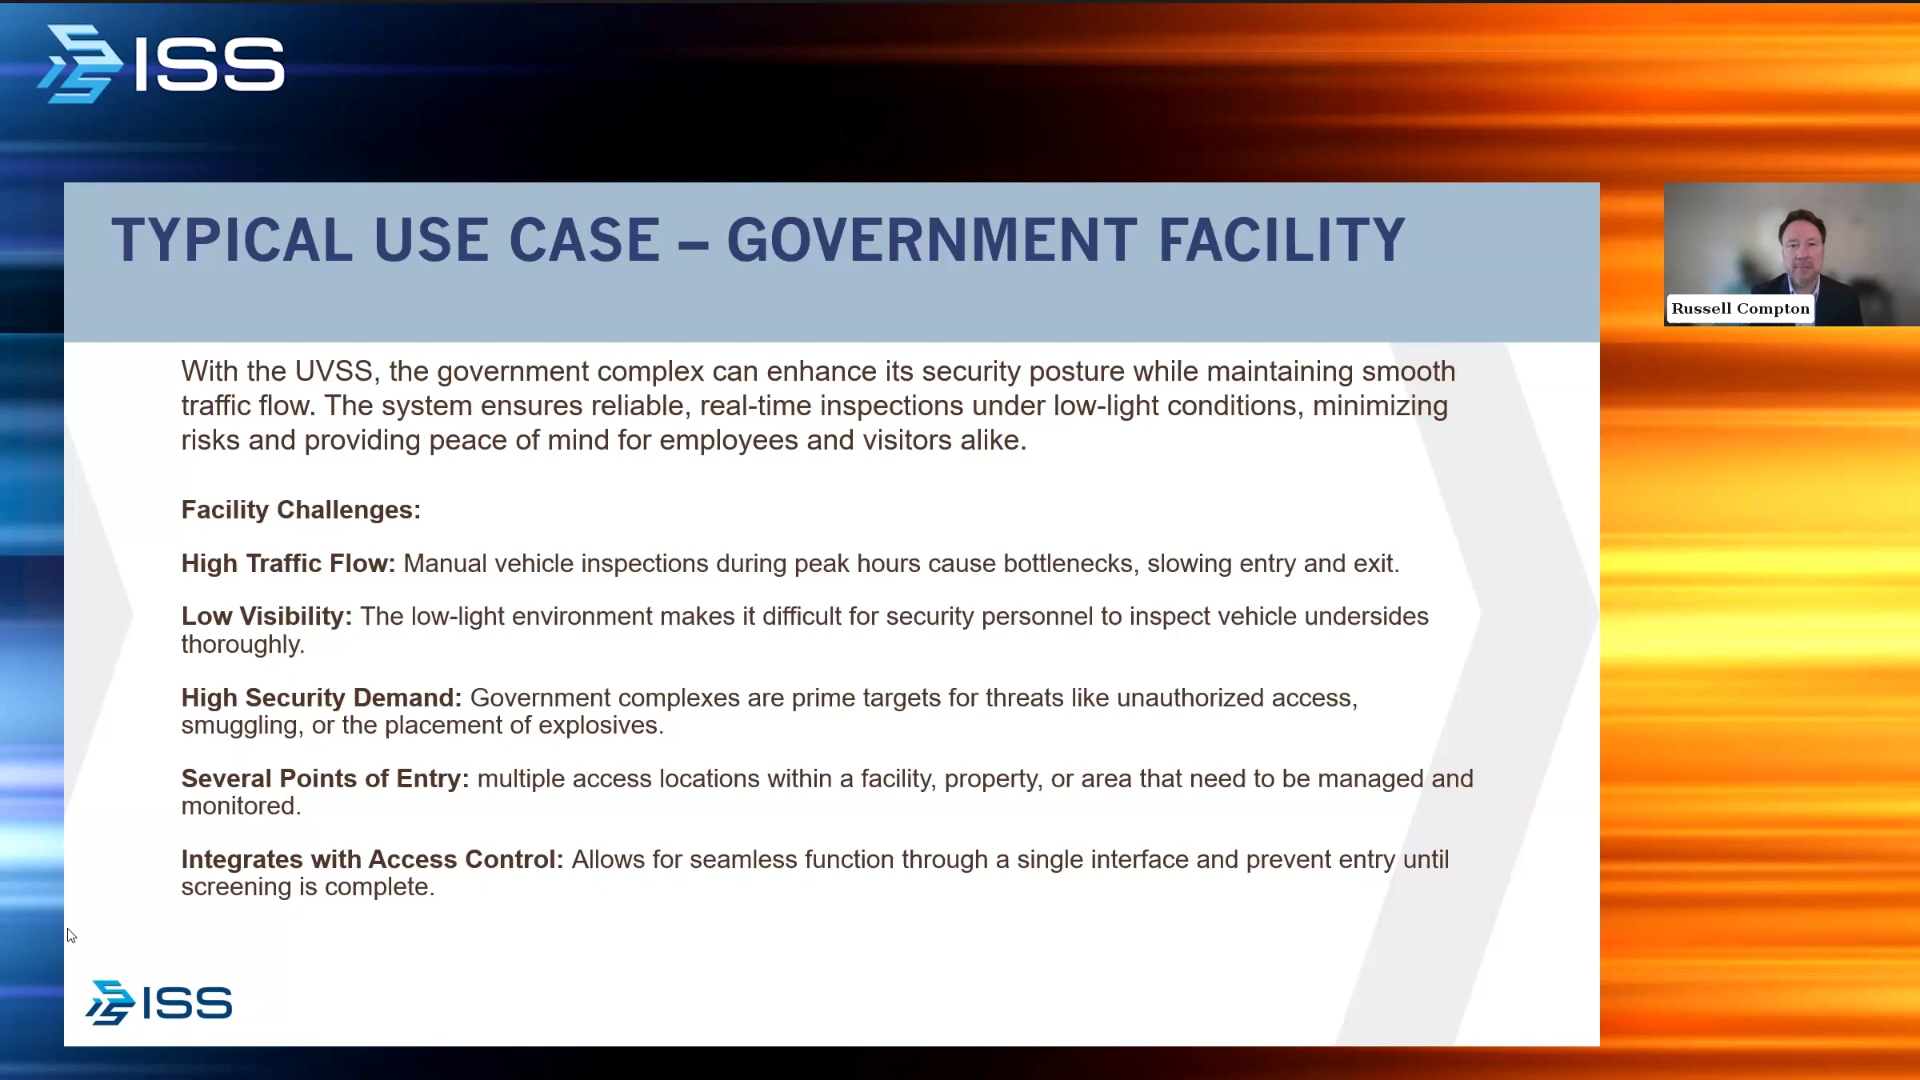 ISS
TYPICAL USE CASE – GOVERNMENT FACILITY
Russell Compton
With the UVSS, the government complex can enhance its security posture while maintaining smooth
traffic flow. The system ensures reliable, real-time inspections under low-light conditions, minimizing
risks and providing peace of mind for employees and visitors alike.
Facility Challenges:
High Traffic Flow: Manual vehicle inspections during peak hours cause bottlenecks, slowing entry and exit.
Low Visibility: The low-light environment makes it difficult for security personnel to inspect vehicle undersides
thoroughly.
High Security Demand: Government complexes are prime targets for threats like unauthorized access,
smuggling, or the placement of explosives.
Several Points of Entry: multiple access locations within a facility, property, or area that need to be managed and
monitored.
Integrates with Access Control: Allows for seamless function through a single interface and prevent entry until
screening is complete.
ISS